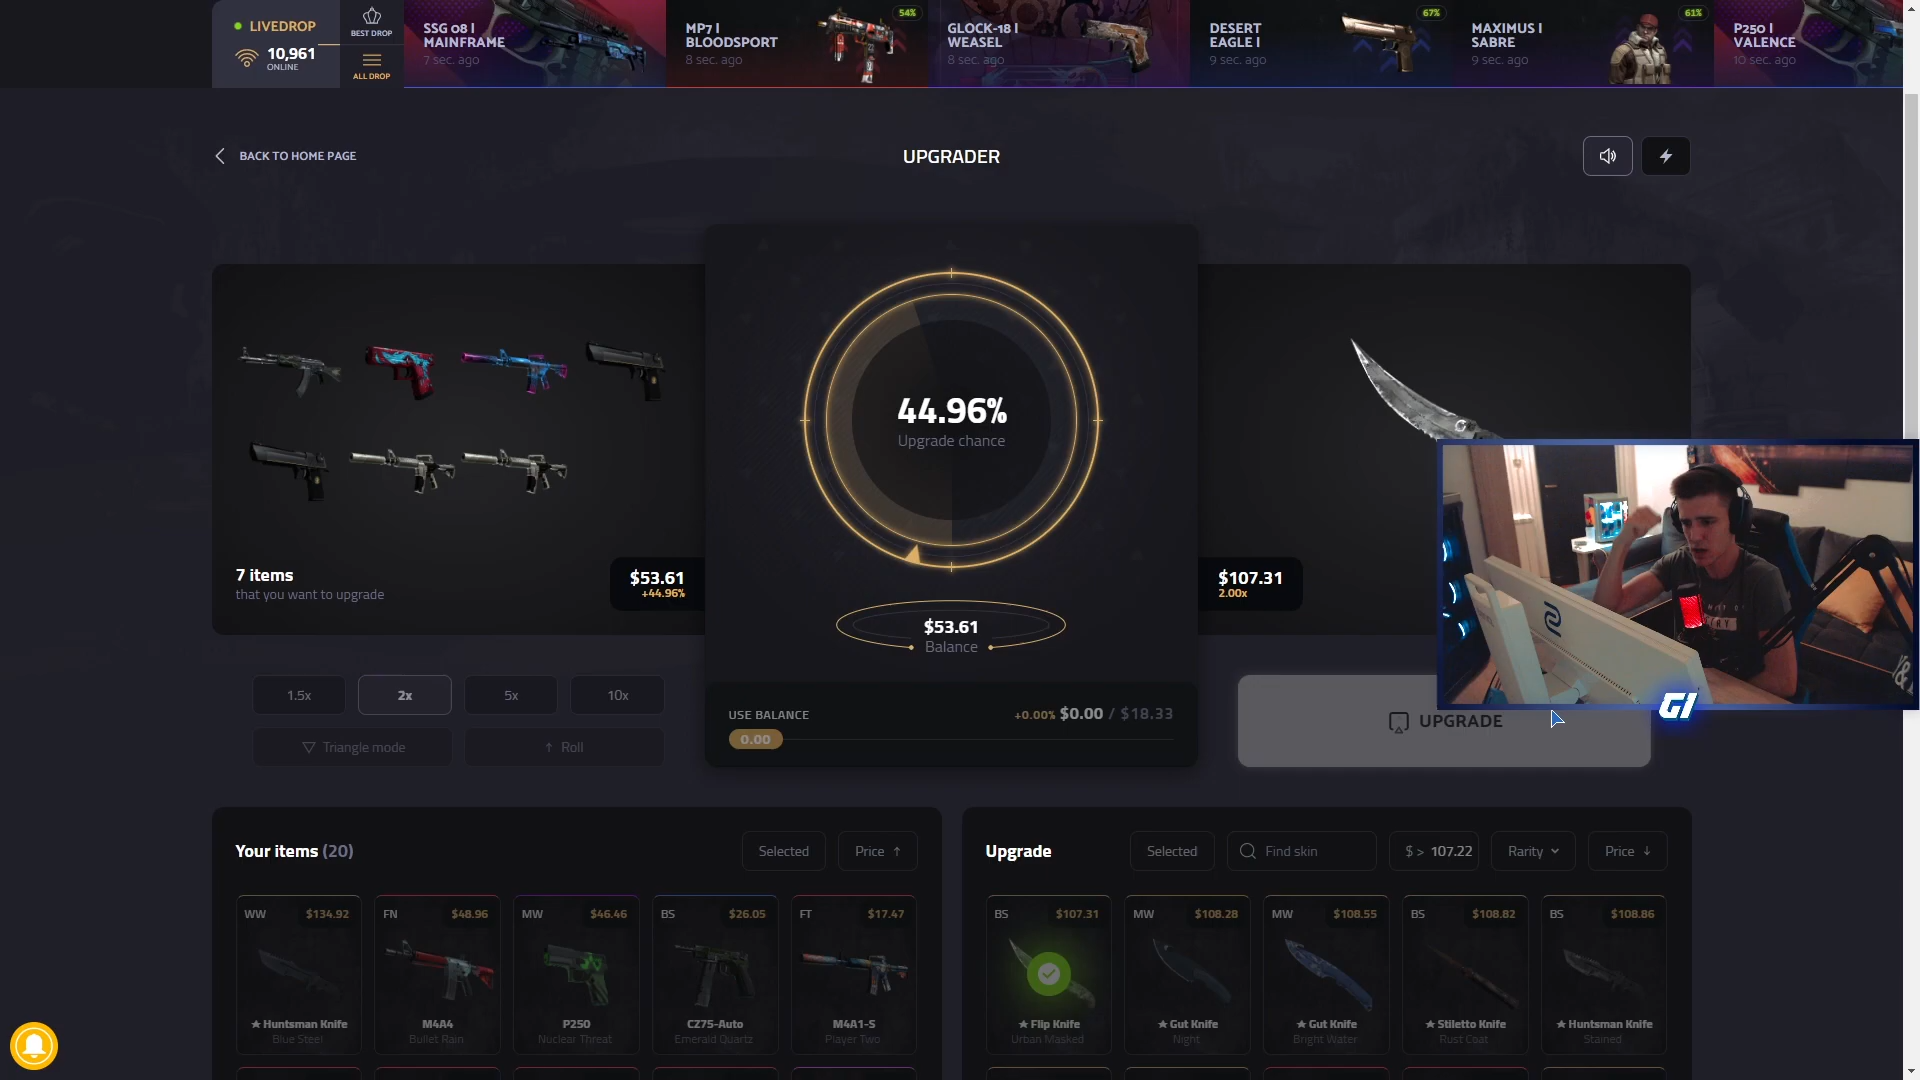 LIVEDROP
10,961
ONLINE
BEST DROP
ALL DROP
SSG 08 |
MAINFRAME
7 sec. ago
MP7 |
BLOODSPORT
8 sec. ago
54%
GLOCK-18 |
WEASEL
8 sec. ago
DESERT
EAGLE |
9 sec. ago
67%
MAXIMUS |
SABRE
9 sec. ago
61%
P250 |
VALENCE
10 sec. ago
BACK TO HOME PAGE
UPGRADER
44.96%
Upgrade chance
7 items
that you want to upgrade
$53.61
+44.96%
$107.31
2.00x
$53.61
Balance
1.5x
2x
5x
10x
Triangle mode
Roll
USE BALANCE
+0.00% $0.00 / $18.33
0.00
UPGRADE
GI
Your items (20)
Selected
Price
Upgrade
Selected
Find skin
$ > 107.22
Rarity
Price
WW $134.92
Huntsman Knife
Blue Steel
FN $48.96
M4A4
Bullet Rain
MW $46.46
P250
Nuclear Threat
BS $26.05
CZ75-Auto
Emerald Quartz
FT $17.47
M4A1-S
Player Two
BS $107.31
Flip Knife
Urban Masked
MW $108.28
Gut Knife
Night
MW $108.55
Gut Knife
Bright Water
BS $108.82
Stiletto Knife
Rust Coat
BS $108.86
Huntsman Knife
Stained